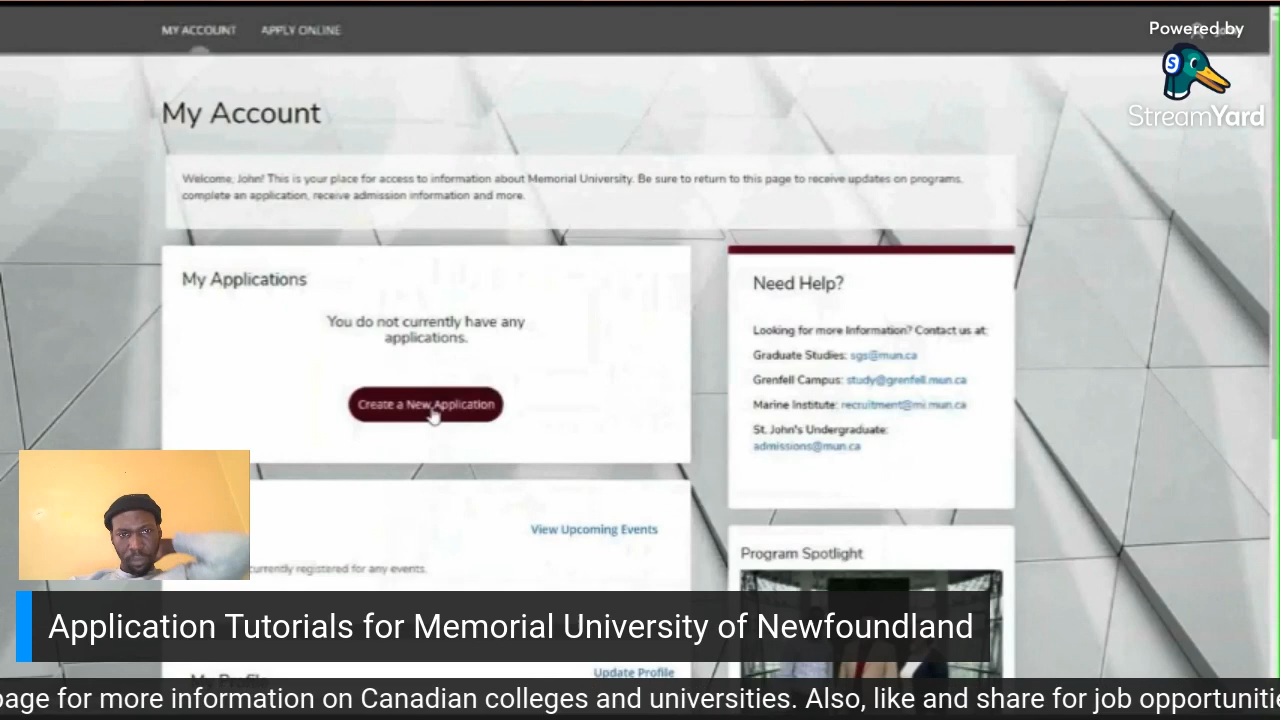 MY ACCOUNT APPLY ONLINE
Powered by
StreamYard
My Account
Welcome, John! This is your place for access to information about Memorial University. Be sure to return to this page to receive updates on programs,
complete an application, receive admission information and more.
My Applications
You do not currently have any
applications.
Create a New Application
Need Help?
Looking for more Information? Contact us at:
Graduate Studies: sgs@mun.ca
Grenfell Campus: study@grenfell.mun.ca
Marine Institute: recruitment@mi.mun.ca
St. John's Undergraduate:
admissions@mun.ca
View Upcoming Events
currently registered for any events.
Program Spotlight
Application Tutorials for Memorial University of Newfoundland
My Profile
Update Profile
page for more information on Canadian colleges and universities. Also, like and share for job opportunitie